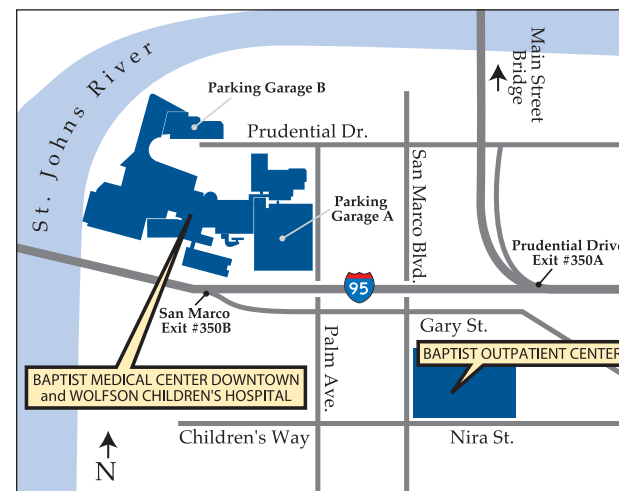 St. Johns River
Main Street
Bridge
Parking Garage B
Prudential Dr.
San Marco Blvd.
Parking
Garage A
Prudential Drive
Exit #350A
95
San Marco
Exit #350B
Gary St.
Palm Ave.
BAPTIST OUTPATIENT CENTER
BAPTIST MEDICAL CENTER DOWNTOWN
and WOLFSON CHILDREN'S HOSPITAL
Children's Way
Nira St.
N